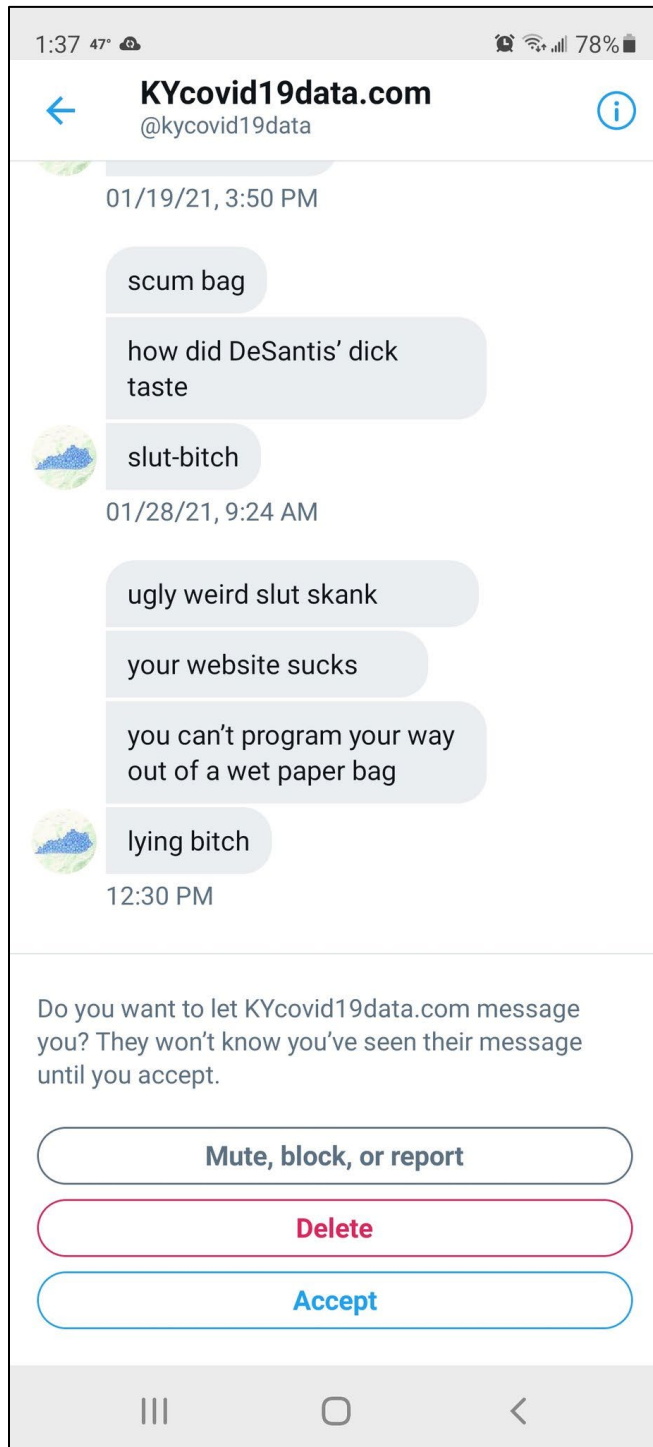 1:37 47° 78%
KYcovid19data.com
@kycovid19data
01/19/21, 3:50 PM
scum bag
how did DeSantis’ dick
taste
slut-bitch
01/28/21, 9:24 AM
ugly weird slut skank
your website sucks
you can’t program your way
out of a wet paper bag
lying bitch
12:30 PM
Do you want to let KYcovid19data.com message
you? They won’t know you’ve seen their message
until you accept.
Mute, block, or report
Delete
Accept